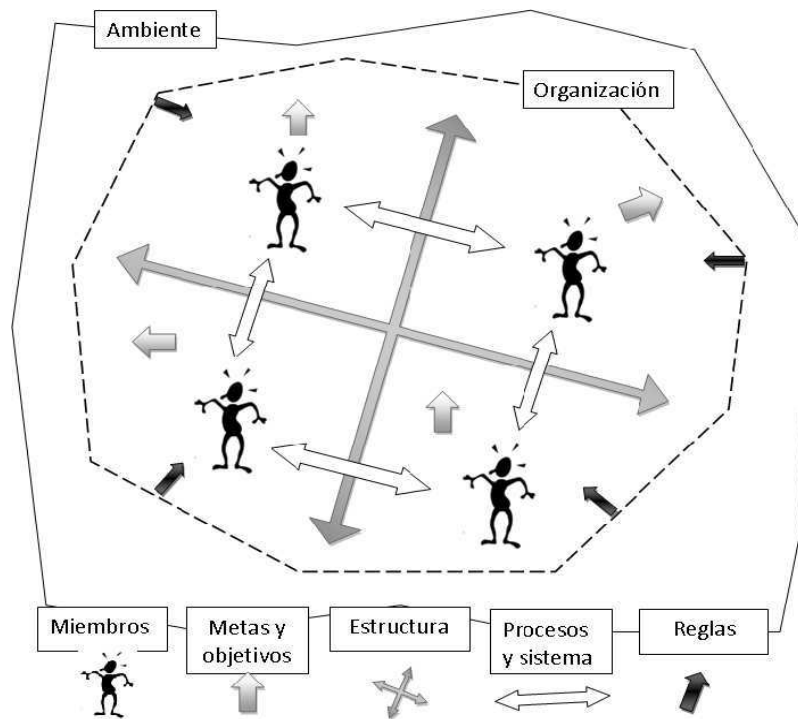 Ambiente
Organización
Miembros
Metas y
objetivos
Estructura
Procesos
y sistema
Reglas